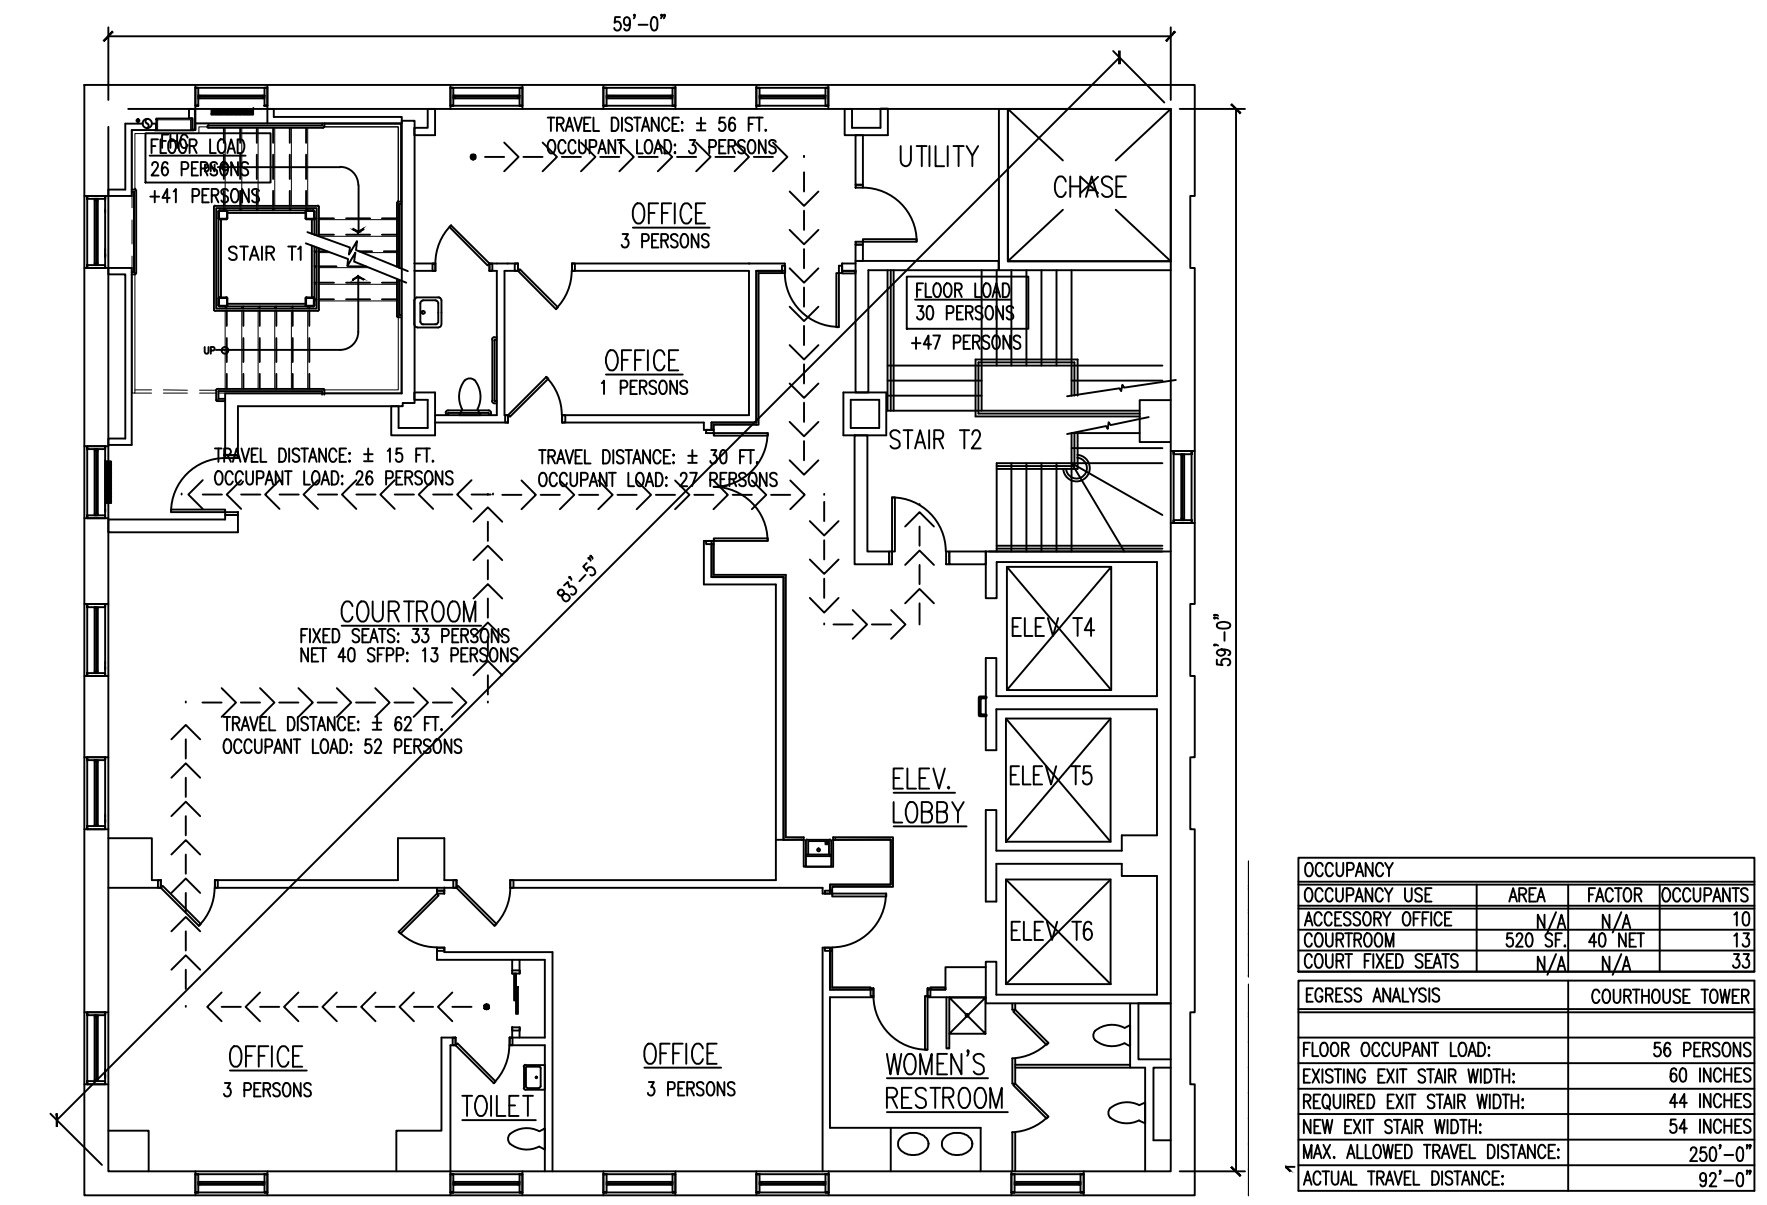 59'-0"
TRAVEL DISTANCE: ± 56 FT.
OCCUPANT LOAD: 3 PERSONS
FHC
FLOOR LOAD
26 PERSONS
+41 PERSONS
UTILITY
CHASE
OFFICE
3 PERSONS
STAIR T1
FLOOR LOAD
30 PERSONS
+47 PERSONS
UP
OFFICE
1 PERSONS
STAIR T2
TRAVEL DISTANCE: ± 15 FT.
OCCUPANT LOAD: 26 PERSONS
TRAVEL DISTANCE: ± 30 FT.
OCCUPANT LOAD: 27 PERSONS
83'-5"
COURTROOM
FIXED SEATS: 33 PERSONS
NET 40 SFPP: 13 PERSONS
ELEV T4
59'-0"
TRAVEL DISTANCE: ± 62 FT.
OCCUPANT LOAD: 52 PERSONS
ELEV.
LOBBY
ELEV T5
ELEV T6
OFFICE
3 PERSONS
OFFICE
3 PERSONS
TOILET
WOMEN'S
RESTROOM
OCCUPANCY
OCCUPANCY USE AREA FACTOR OCCUPANTS
ACCESSORY OFFICE N/A N/A 10
COURTROOM 520 SF. 40 NET 13
COURT FIXED SEATS N/A N/A 33
EGRESS ANALYSIS COURTHOUSE TOWER
FLOOR OCCUPANT LOAD: 56 PERSONS
EXISTING EXIT STAIR WIDTH: 60 INCHES
REQUIRED EXIT STAIR WIDTH: 44 INCHES
NEW EXIT STAIR WIDTH: 54 INCHES
MAX. ALLOWED TRAVEL DISTANCE: 250'-0"
ACTUAL TRAVEL DISTANCE: 92'-0"